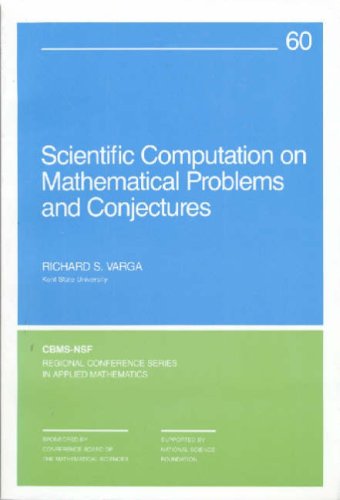 60
Scientific Computation on
Mathematical Problems
and Conjectures
RICHARD S. VARGA
Kent State University
CBMS-NSF
REGIONAL CONFERENCE SERIES
IN APPLIED MATHEMATICS
SPONSORED BY
CONFERENCE BOARD OF
THE MATHEMATICAL SCIENCES
SUPPORTED BY
NATIONAL SCIENCE
FOUNDATION